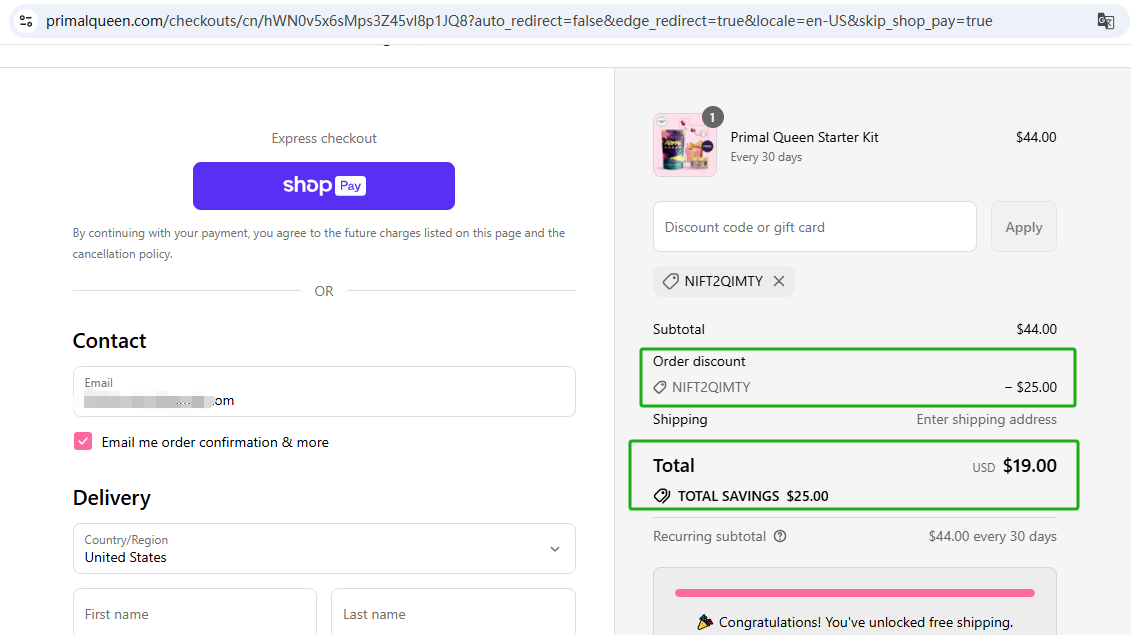 primalqueen.com/checkouts/cn/hWN0v5x6sMps3Z45vl8p1JQ8?auto_redirect=false&edge_redirect=true&locale=en-US&skip_shop_pay=true
Express checkout
shop Pay
By continuing with your payment, you agree to the future charges listed on this page and the
cancellation policy.
OR
Contact
Email
om
Email me order confirmation & more
Delivery
Country/Region
United States
First name
Last name
1
Primal Queen Starter Kit
$44.00
Every 30 days
Discount code or gift card
Apply
NIFT2QIMTY
Subtotal
$44.00
Order discount
NIFT2QIMTY
− $25.00
Shipping
Enter shipping address
Total
USD $19.00
TOTAL SAVINGS $25.00
Recurring subtotal
$44.00 every 30 days
Congratulations! You've unlocked free shipping.